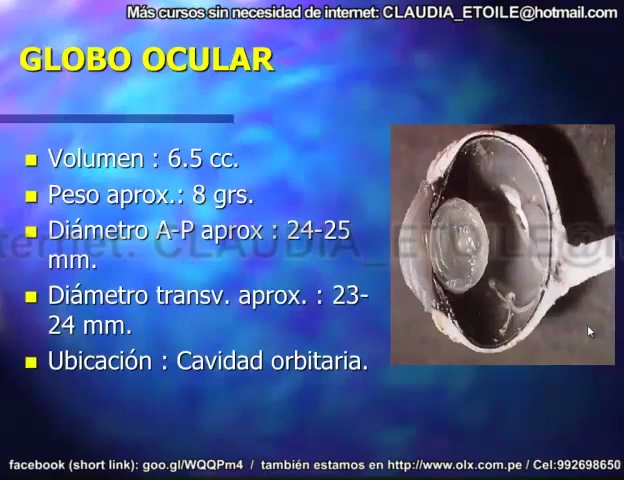 Más cursos sin necesidad de internet: CLAUDIA_ETOILE@hotmail.com
GLOBO OCULAR
Volumen : 6.5 cc.
Peso aprox.: 8 grs.
Diámetro A-P aprox : 24-25
mm.
nternet: CLAUDIA_ETOILE@h
Diámetro transv. aprox. : 23-
24 mm.
Ubicación : Cavidad orbitaria.
facebook (short link): goo.gl/WQQPm4 / también estamos en http://www.olx.com.pe / Cel:992698650